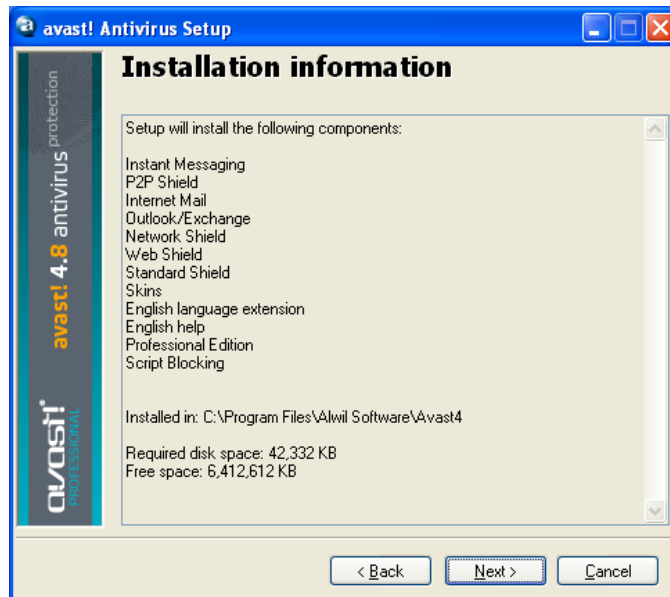 avast! Antivirus Setup
Installation information
Setup will install the following components:
Instant Messaging
P2P Shield
Internet Mail
Outlook/Exchange
Network Shield
Web Shield
Standard Shield
Skins
English language extension
English help
Professional Edition
Script Blocking
Installed in: C:\Program Files\Alwil Software\Avast4
Required disk space: 42,332 KB
Free space: 6,412,612 KB
avast! 4.8 antivirus protection
avast!
PROFESSIONAL
< Back
Next >
Cancel